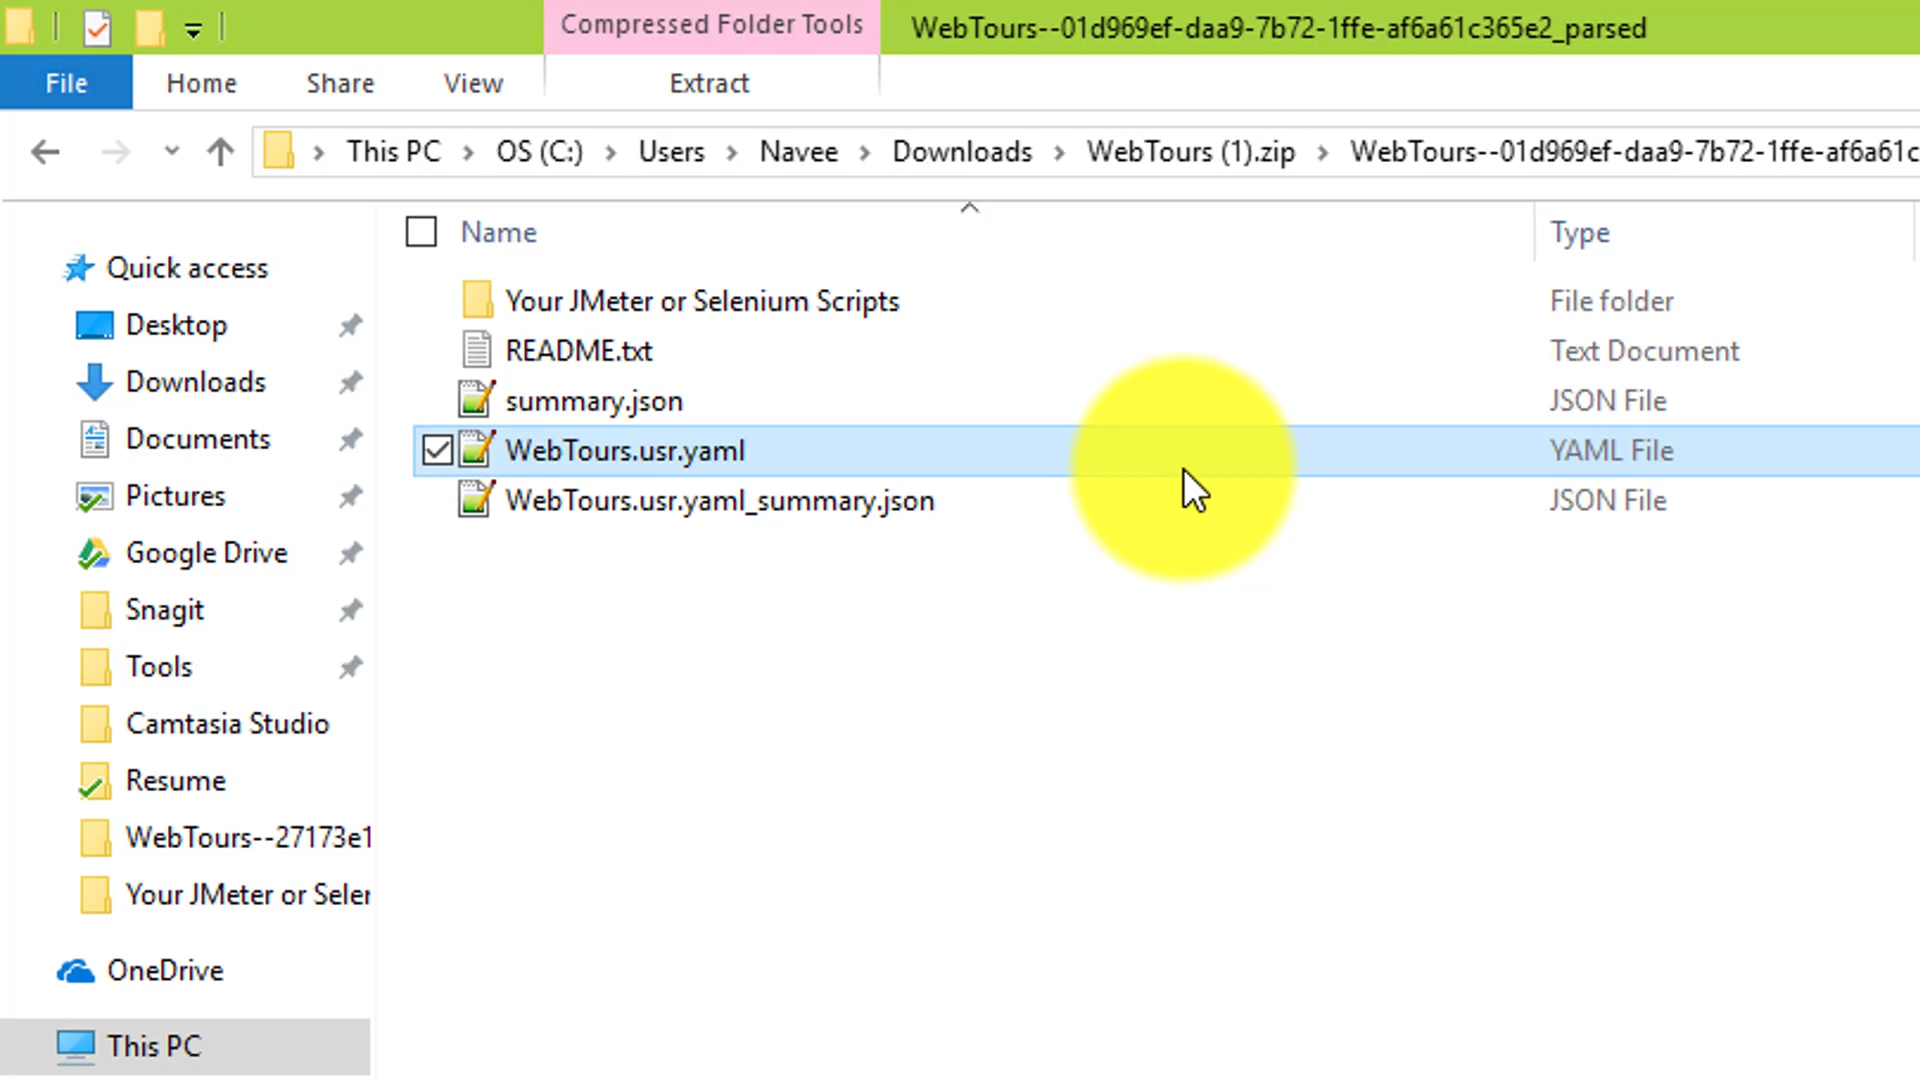 Compressed Folder Tools
WebTours--01d969ef-daa9-7b72-1ffe-af6a61c365e2_parsed
File
Home
Share
View
Extract
This PC
OS (C:)
Users
Navee
Downloads
WebTours (1).zip
WebTours--01d969ef-daa9-7b72-1ffe-af6a61c
Name
Type
Quick access
Desktop
Downloads
Documents
Pictures
Google Drive
Snagit
Tools
Camtasia Studio
Resume
WebTours--27173e1
Your JMeter or Seler
OneDrive
This PC
Your JMeter or Selenium Scripts
File folder
README.txt
Text Document
summary.json
JSON File
WebTours.usr.yaml
YAML File
WebTours.usr.yaml_summary.json
JSON File